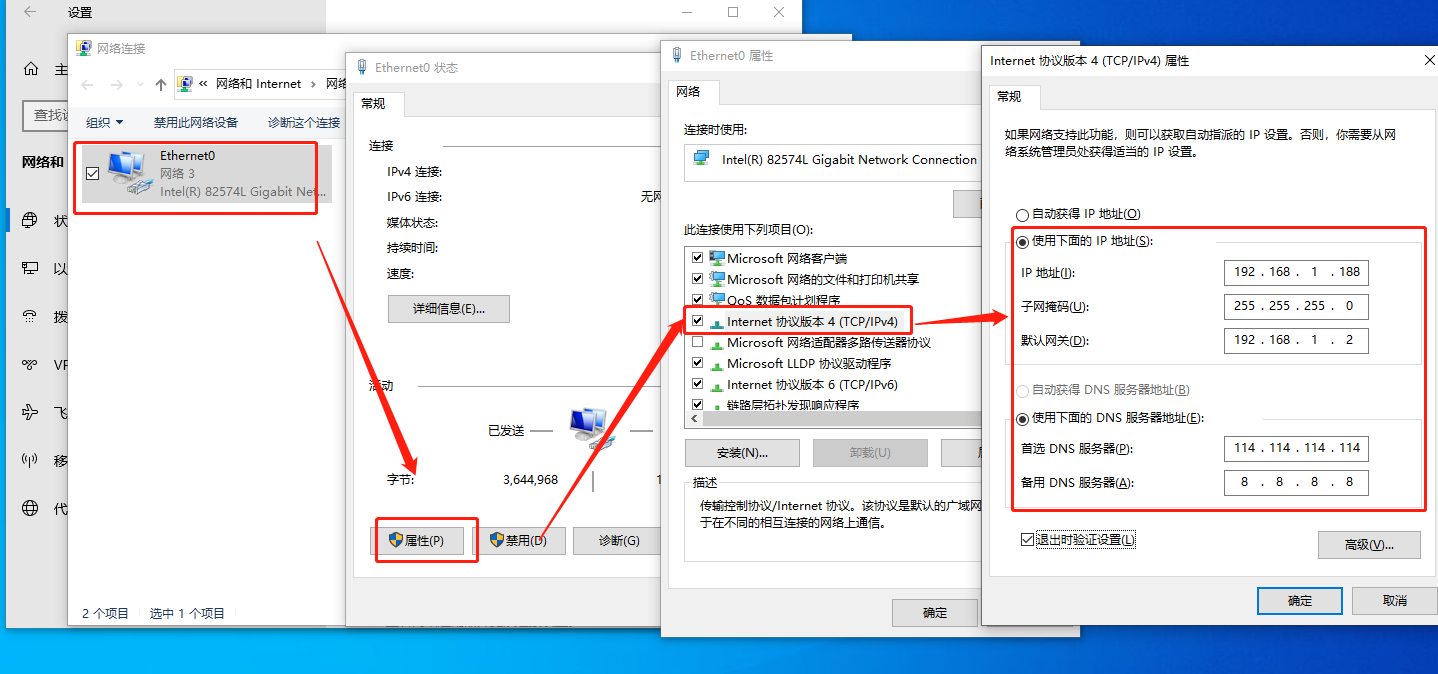 设置
主
查找
网络和
状
以
拨
VP
飞
移
代
网络连接
« 网络和 Internet › 网络
组织 禁用此网络设备 诊断这个连接
Ethernet0
网络 3
Intel(R) 82574L Gigabit Net...
2 个项目 选中 1 个项目
Ethernet0 状态
常规
连接
IPv4 连接:
IPv6 连接: 无网
媒体状态:
持续时间:
速度:
详细信息(E)...
活动
已发送
字节: 3,644,968 1
属性(P) 禁用(D) 诊断(G)
Ethernet0 属性
网络
连接时使用:
Intel(R) 82574L Gigabit Network Connection
此连接使用下列项目(O):
Microsoft 网络客户端
Microsoft 网络的文件和打印机共享
QoS 数据包计划程序
Internet 协议版本 4 (TCP/IPv4)
Microsoft 网络适配器多路传送器协议
Microsoft LLDP 协议驱动程序
Internet 协议版本 6 (TCP/IPv6)
链路层拓扑发现响应程序
安装(N)... 卸载(U)
描述
传输控制协议/Internet 协议。该协议是默认的广域网
于在不同的相互连接的网络上通信。
确定
Internet 协议版本 4 (TCP/IPv4) 属性
常规
如果网络支持此功能，则可以获取自动指派的 IP 设置。否则，你需要从网
络系统管理员处获得适当的 IP 设置。
自动获得 IP 地址(O)
使用下面的 IP 地址(S):
IP 地址(I): 192 . 168 . 1 . 188
子网掩码(U): 255 . 255 . 255 . 0
默认网关(D): 192 . 168 . 1 . 2
自动获得 DNS 服务器地址(B)
使用下面的 DNS 服务器地址(E):
首选 DNS 服务器(P): 114 . 114 . 114 . 114
备用 DNS 服务器(A): 8 . 8 . 8 . 8
退出时验证设置(L)
高级(V)...
确定 取消